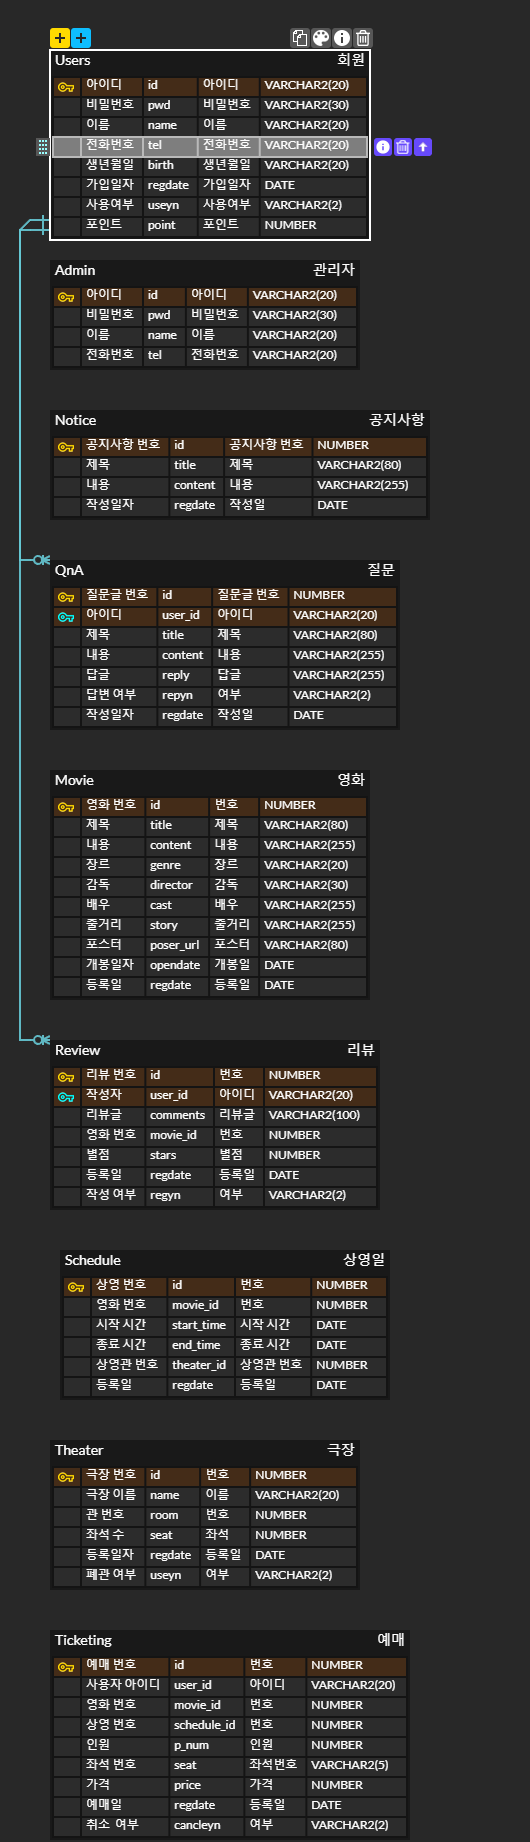 Users 회원
아이디 id 아이디 VARCHAR2(20)
비밀번호 pwd 비밀번호 VARCHAR2(30)
이름 name 이름 VARCHAR2(20)
전화번호 tel 전화번호 VARCHAR2(20)
생년월일 birth 생년월일 VARCHAR2(20)
가입일자 regdate 가입일자 DATE
사용여부 useyn 사용여부 VARCHAR2(2)
포인트 point 포인트 NUMBER
Admin 관리자
아이디 id 아이디 VARCHAR2(20)
비밀번호 pwd 비밀번호 VARCHAR2(30)
이름 name 이름 VARCHAR2(20)
전화번호 tel 전화번호 VARCHAR2(20)
Notice 공지사항
공지사항 번호 id 공지사항 번호 NUMBER
제목 title 제목 VARCHAR2(80)
내용 content 내용 VARCHAR2(255)
작성일자 regdate 작성일 DATE
QnA 질문
질문글 번호 id 질문글 번호 NUMBER
아이디 user_id 아이디 VARCHAR2(20)
제목 title 제목 VARCHAR2(80)
내용 content 내용 VARCHAR2(255)
답글 reply 답글 VARCHAR2(255)
답변 여부 repyn 여부 VARCHAR2(2)
작성일자 regdate 작성일 DATE
Movie 영화
영화 번호 id 번호 NUMBER
제목 title 제목 VARCHAR2(80)
내용 content 내용 VARCHAR2(255)
장르 genre 장르 VARCHAR2(20)
감독 director 감독 VARCHAR2(30)
배우 cast 배우 VARCHAR2(255)
줄거리 story 줄거리 VARCHAR2(255)
포스터 poser_url 포스터 VARCHAR2(80)
개봉일자 opendate 개봉일 DATE
등록일 regdate 등록일 DATE
Review 리뷰
리뷰 번호 id 번호 NUMBER
작성자 user_id 아이디 VARCHAR2(20)
리뷰글 comments 리뷰글 VARCHAR2(100)
영화 번호 movie_id 번호 NUMBER
별점 stars 별점 NUMBER
등록일 regdate 등록일 DATE
작성 여부 regyn 여부 VARCHAR2(2)
Schedule 상영일
상영 번호 id 번호 NUMBER
영화 번호 movie_id 번호 NUMBER
시작 시간 start_time 시작 시간 DATE
종료 시간 end_time 종료 시간 DATE
상영관 번호 theater_id 상영관 번호 NUMBER
등록일 regdate 등록일 DATE
Theater 극장
극장 번호 id 번호 NUMBER
극장 이름 name 이름 VARCHAR2(20)
관 번호 room 번호 NUMBER
좌석 수 seat 좌석 NUMBER
등록일자 regdate 등록일 DATE
폐관 여부 useyn 여부 VARCHAR2(2)
Ticketing 예매
예매 번호 id 번호 NUMBER
사용자 아이디 user_id 아이디 VARCHAR2(20)
영화 번호 movie_id 번호 NUMBER
상영 번호 schedule_id 번호 NUMBER
인원 p_num 인원 NUMBER
좌석 번호 seat 좌석번호 VARCHAR2(5)
가격 price 가격 NUMBER
예매일 regdate 등록일 DATE
취소 여부 cancleyn 여부 VARCHAR2(2)